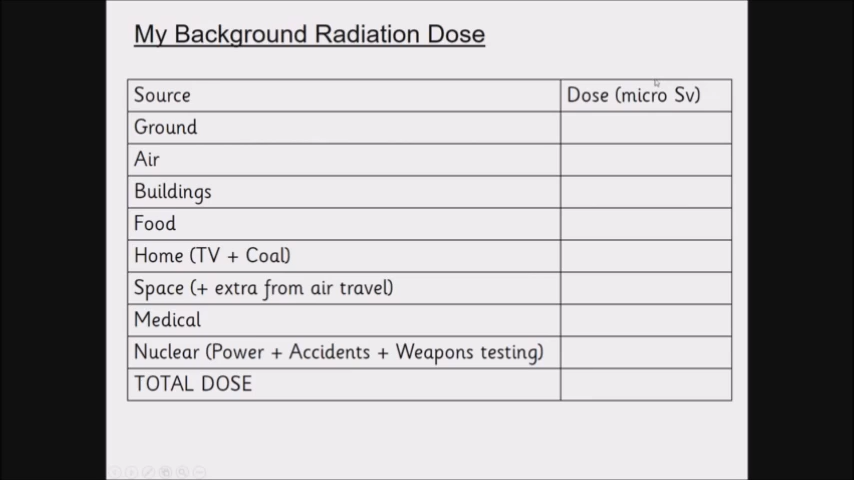 My Background Radiation Dose
Source Dose (micro Sv)
Ground
Air
Buildings
Food
Home (TV + Coal)
Space (+ extra from air travel)
Medical
Nuclear (Power + Accidents + Weapons testing)
TOTAL DOSE